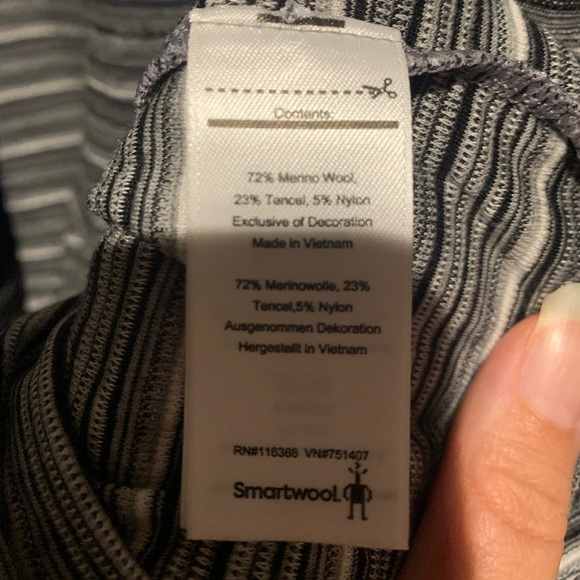 Contents:
72% Merino Wool,
23% Tencel, 5% Nylon
Exclusive of Decoration
Made in Vietnam
72% Merinowolle, 23%
Tencel,5% Nylon
Ausgenommen Dekoration
Hergestellt in Vietnam
RN#116388 VN#751407
Smartwool